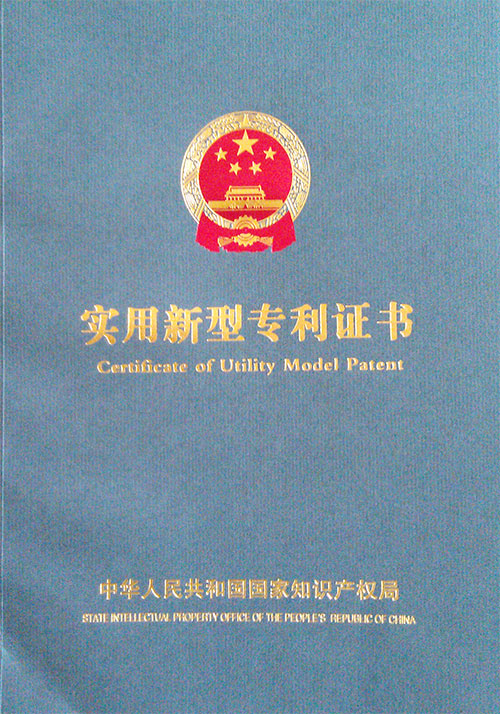 实用新型专利证书
Certificate of Utility Model Patent
中华人民共和国国家知识产权局
STATE INTELLECTUAL PROPERTY OFFICE OF THE PEOPLE'S REPUBLIC OF CHINA